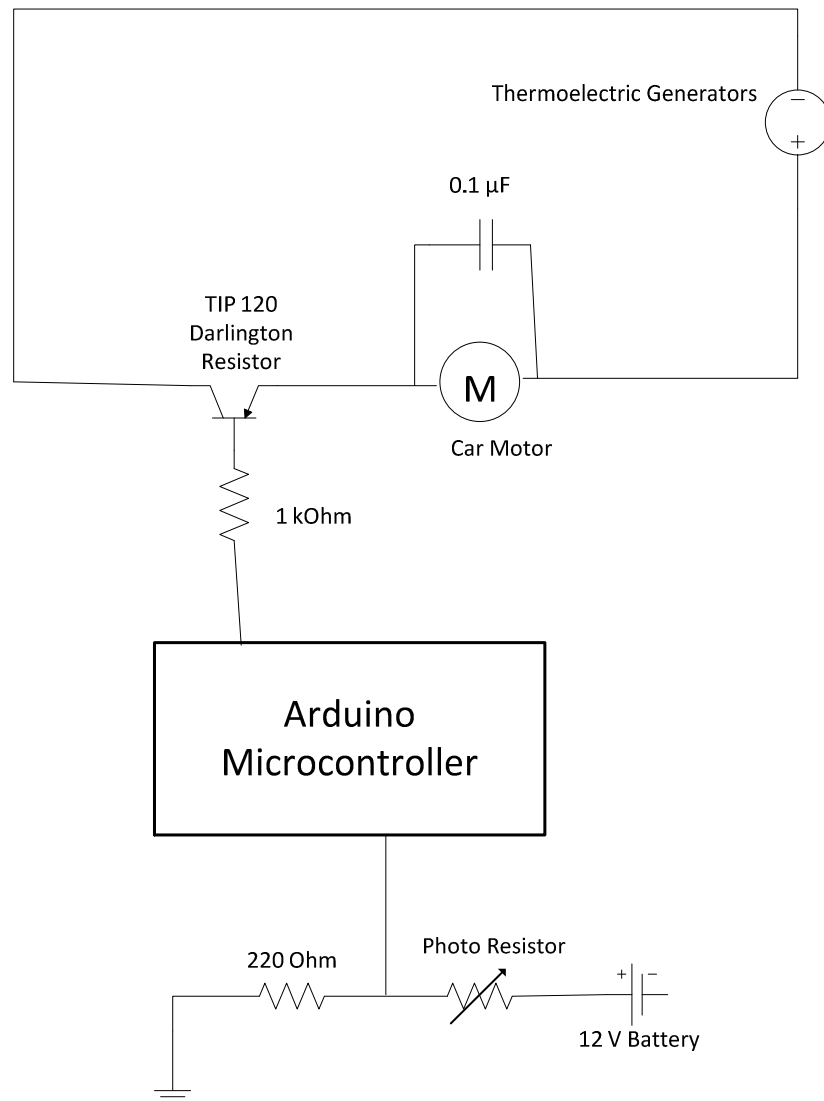 Thermoelectric Generators
−
+
0.1 µF
TIP 120
Darlington
Resistor
M
Car Motor
1 kOhm
Arduino
Microcontroller
Photo Resistor
220 Ohm
+ −
12 V Battery